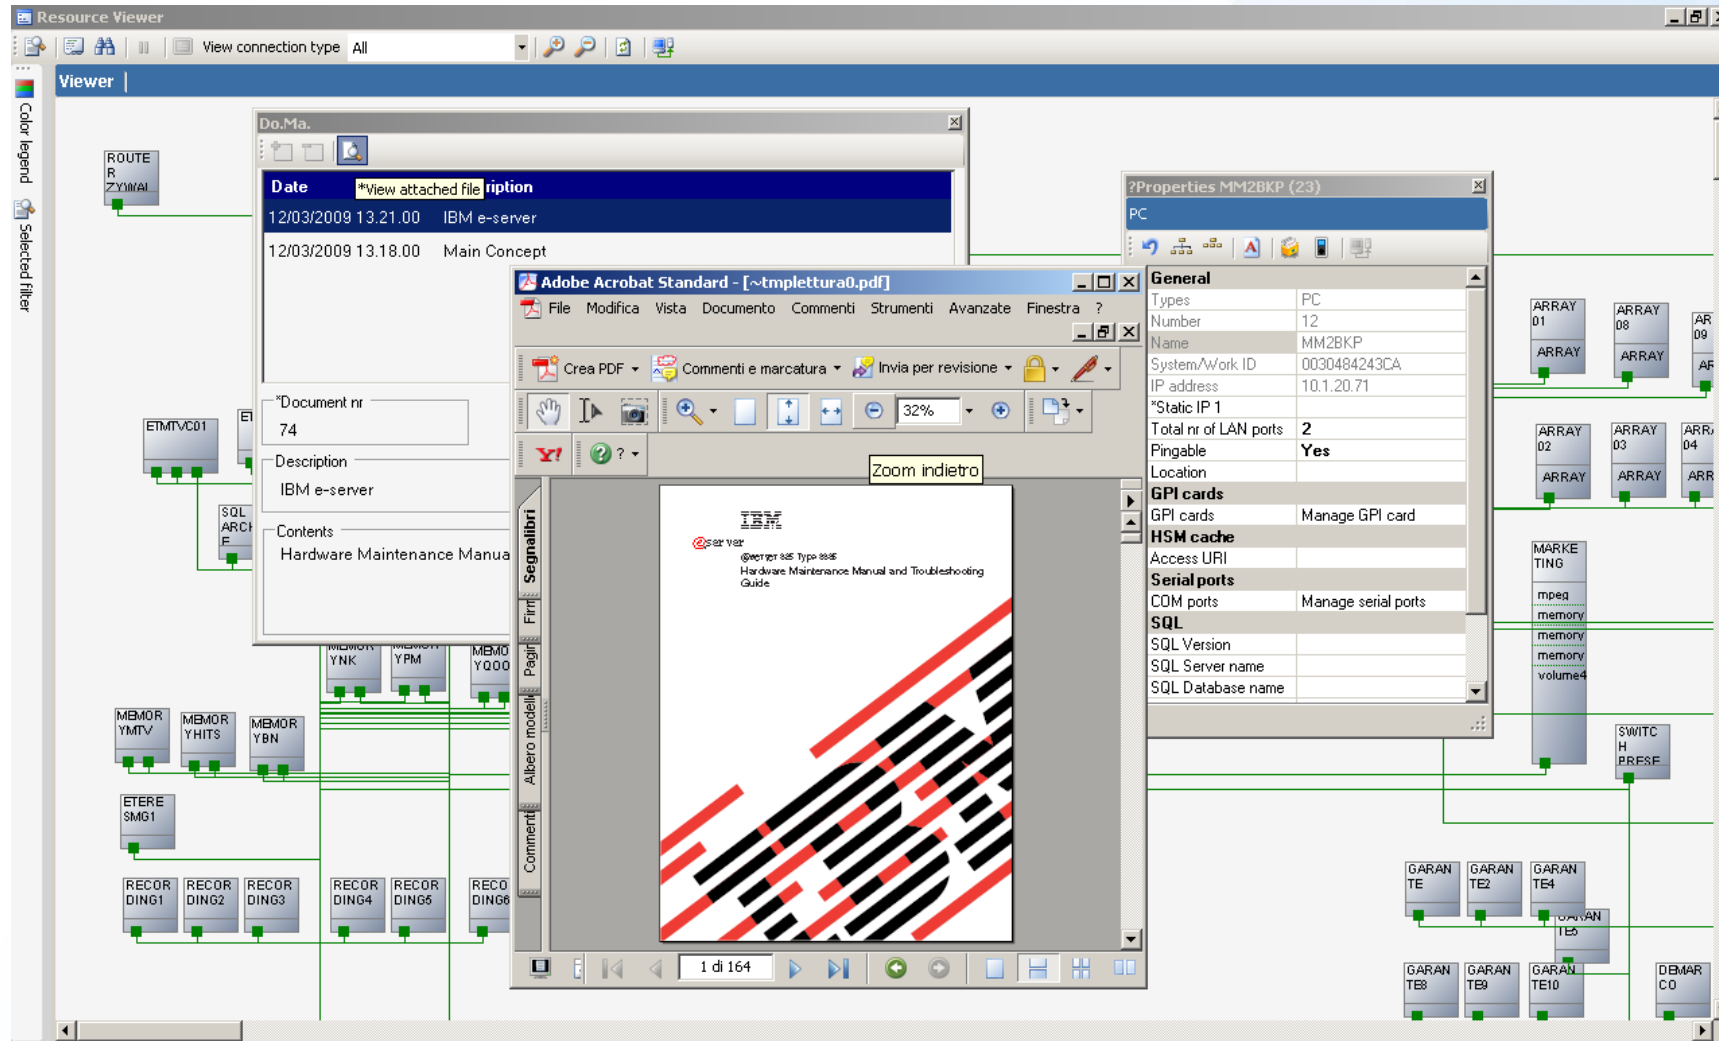 Resource Viewer
View connection type All
Viewer
Color legend
Selected filter
ROUTE
R
ZYWAL
Do.Ma.
Date
*View attached file
ription
12/03/2009 13.21.00 IBM e-server
12/03/2009 13.18.00 Main Concept
*Document nr
74
Description
IBM e-server
Contents
Hardware Maintenance Manua
Adobe Acrobat Standard - [~tmplettura0.pdf]
File Modifica Vista Documento Commenti Strumenti Avanzate Finestra ?
Crea PDF Commenti e marcatura Invia per revisione
32%
Y! ?
Zoom indietro
Segnalibri
Firm
Pagin
Albero modello
Commenti
IBM
@server
Hardware Maintenance Manual and Troubleshooting
Guide
1 di 164
?Properties MM2BKP (23)
PC
General
Types PC
Number 12
Name MM2BKP
System/Work ID 0030484243CA
IP address 10.1.20.71
*Static IP 1
Total nr of LAN ports 2
Pingable Yes
Location
GPI cards
GPI cards Manage GPI card
HSM cache
Access URI
Serial ports
COM ports Manage serial ports
SQL
SQL Version
SQL Server name
SQL Database name
ETMTVC01
ET
SQL
ARCH
E
YNK
YPM
MEMO
YQOO
MEMOR
YMTV
MEMOR
YHITS
MEMOR
YBN
ETERE
SMG1
RECOR
DING1
RECOR
DING2
RECOR
DING3
RECOR
DING4
RECOR
DING5
RECO
DING6
ARRAY
01
ARRAY
ARRAY
08
ARRAY
AR
09
AR
ARRAY
02
ARRAY
ARRAY
03
ARRAY
ARR
04
ARR
MARKE
TING
mpeg
memory
memory
memory
volume4
SWITC
H
PRESE
GARAN
TE
GARAN
TE2
GARAN
TE4
GARAN
TE5
GARAN
TE8
GARAN
TE9
GARAN
TE10
DEMAR
CO